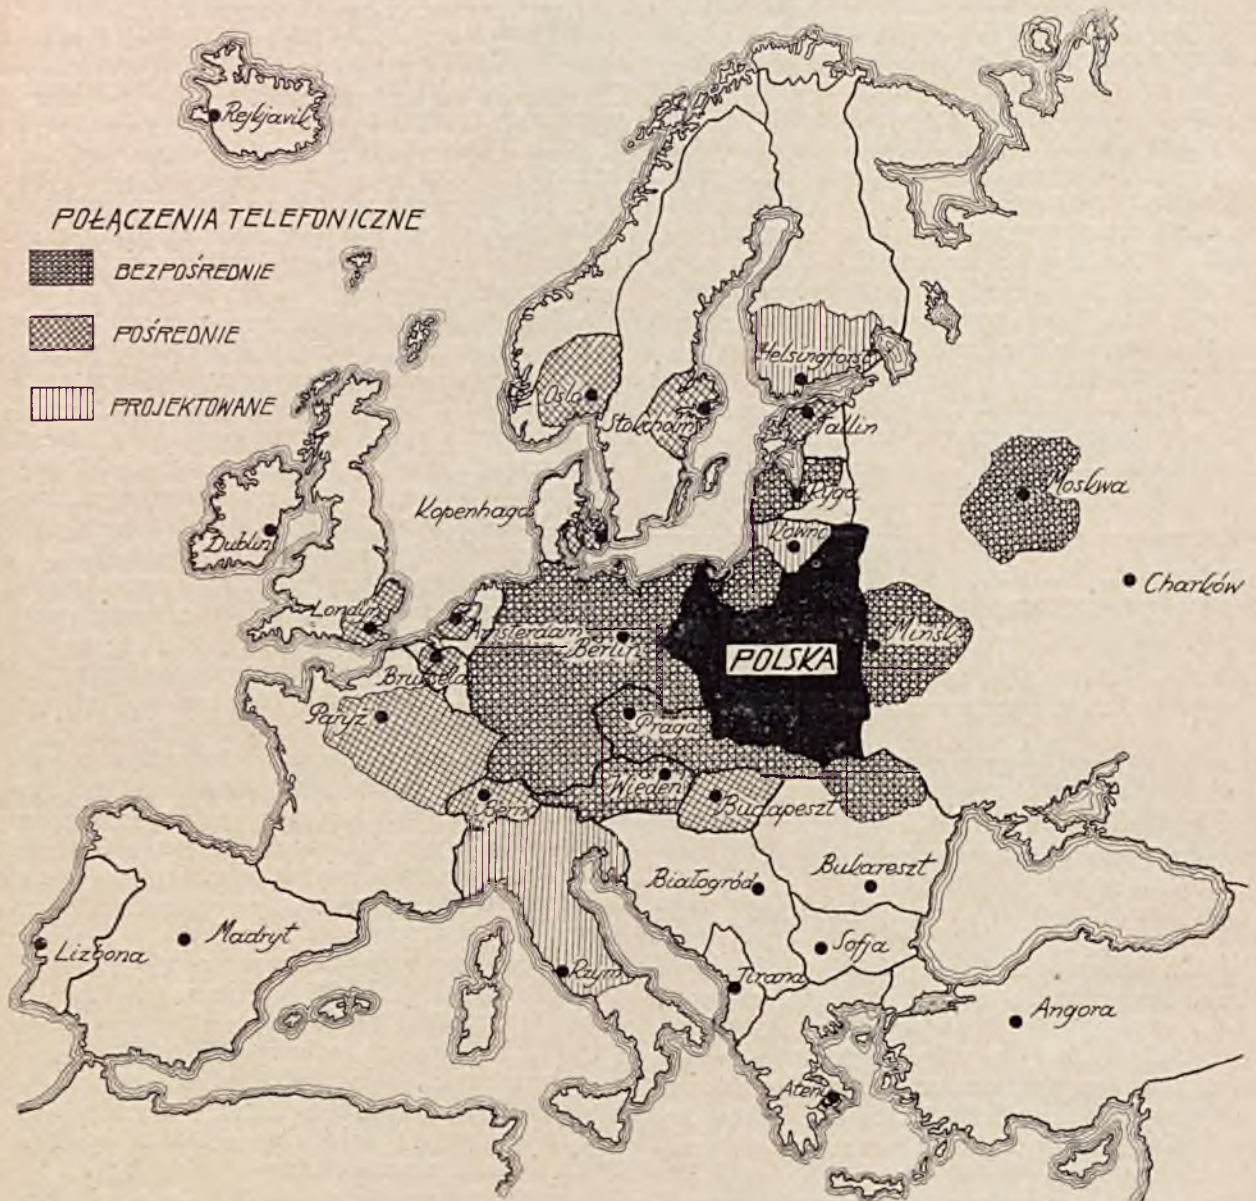 Rejkjavik
POŁĄCZENIA TELEFONICZNE
BEZPOŚREDNIE
POŚREDNIE
PROJEKTOWANE
Helsingfors
Oslo
Stokholm
Tallin
Moskwa
Ryga
Kopenhaga
Kowno
Dublin
Charków
Londyn
Amsterdam
Berlin
Mińsk
POLSKA
Bruksela
Paryż
Praga
Wiedeń
Bern
Budapeszt
Bukareszt
Białogród
Madryt
Lizbona
Sofja
Rzym
Tirana
Angora
Ateny